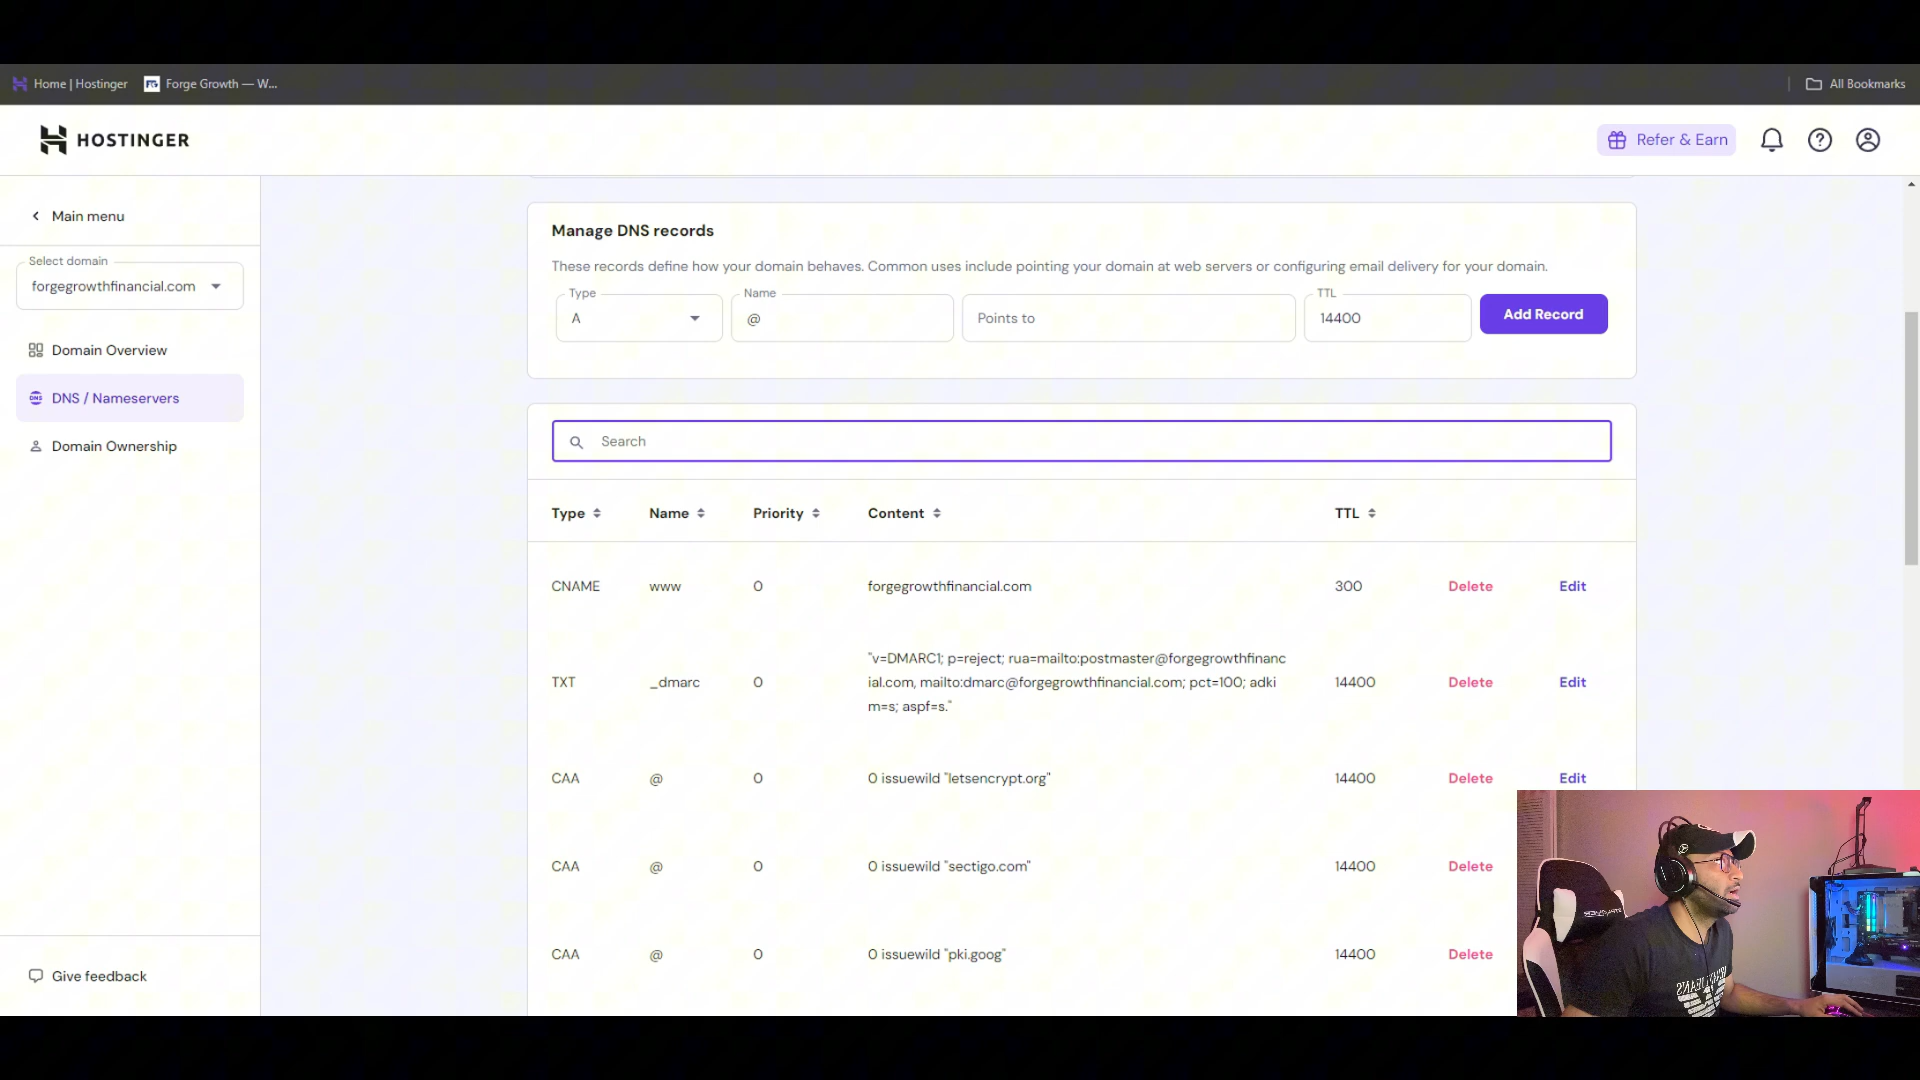 Home | Hostinger
Forge Growth — W...
All Bookmarks
HOSTINGER
Refer & Earn
Main menu
Select domain
forgegrowthfinancial.com
Domain Overview
DNS / Nameservers
Domain Ownership
Give feedback
Manage DNS records
These records define how your domain behaves. Common uses include pointing your domain at web servers or configuring email delivery for your domain.
Type
A
Name
@
Points to
TTL
14400
Add Record
Search
Type Name Priority Content TTL
CNAME www 0 forgegrowthfinancial.com 300 Delete Edit
"v=DMARC1; p=reject; rua=mailto:postmaster@forgegrowthfinanc
TXT _dmarc 0 ial.com, mailto:dmarc@forgegrowthfinancial.com; pct=100; adki 14400 Delete Edit
m=s; aspf=s."
CAA @ 0 0 issuewild "letsencrypt.org" 14400 Delete Edit
CAA @ 0 0 issuewild "sectigo.com" 14400 Delete
CAA @ 0 0 issuewild "pki.goog" 14400 Delete